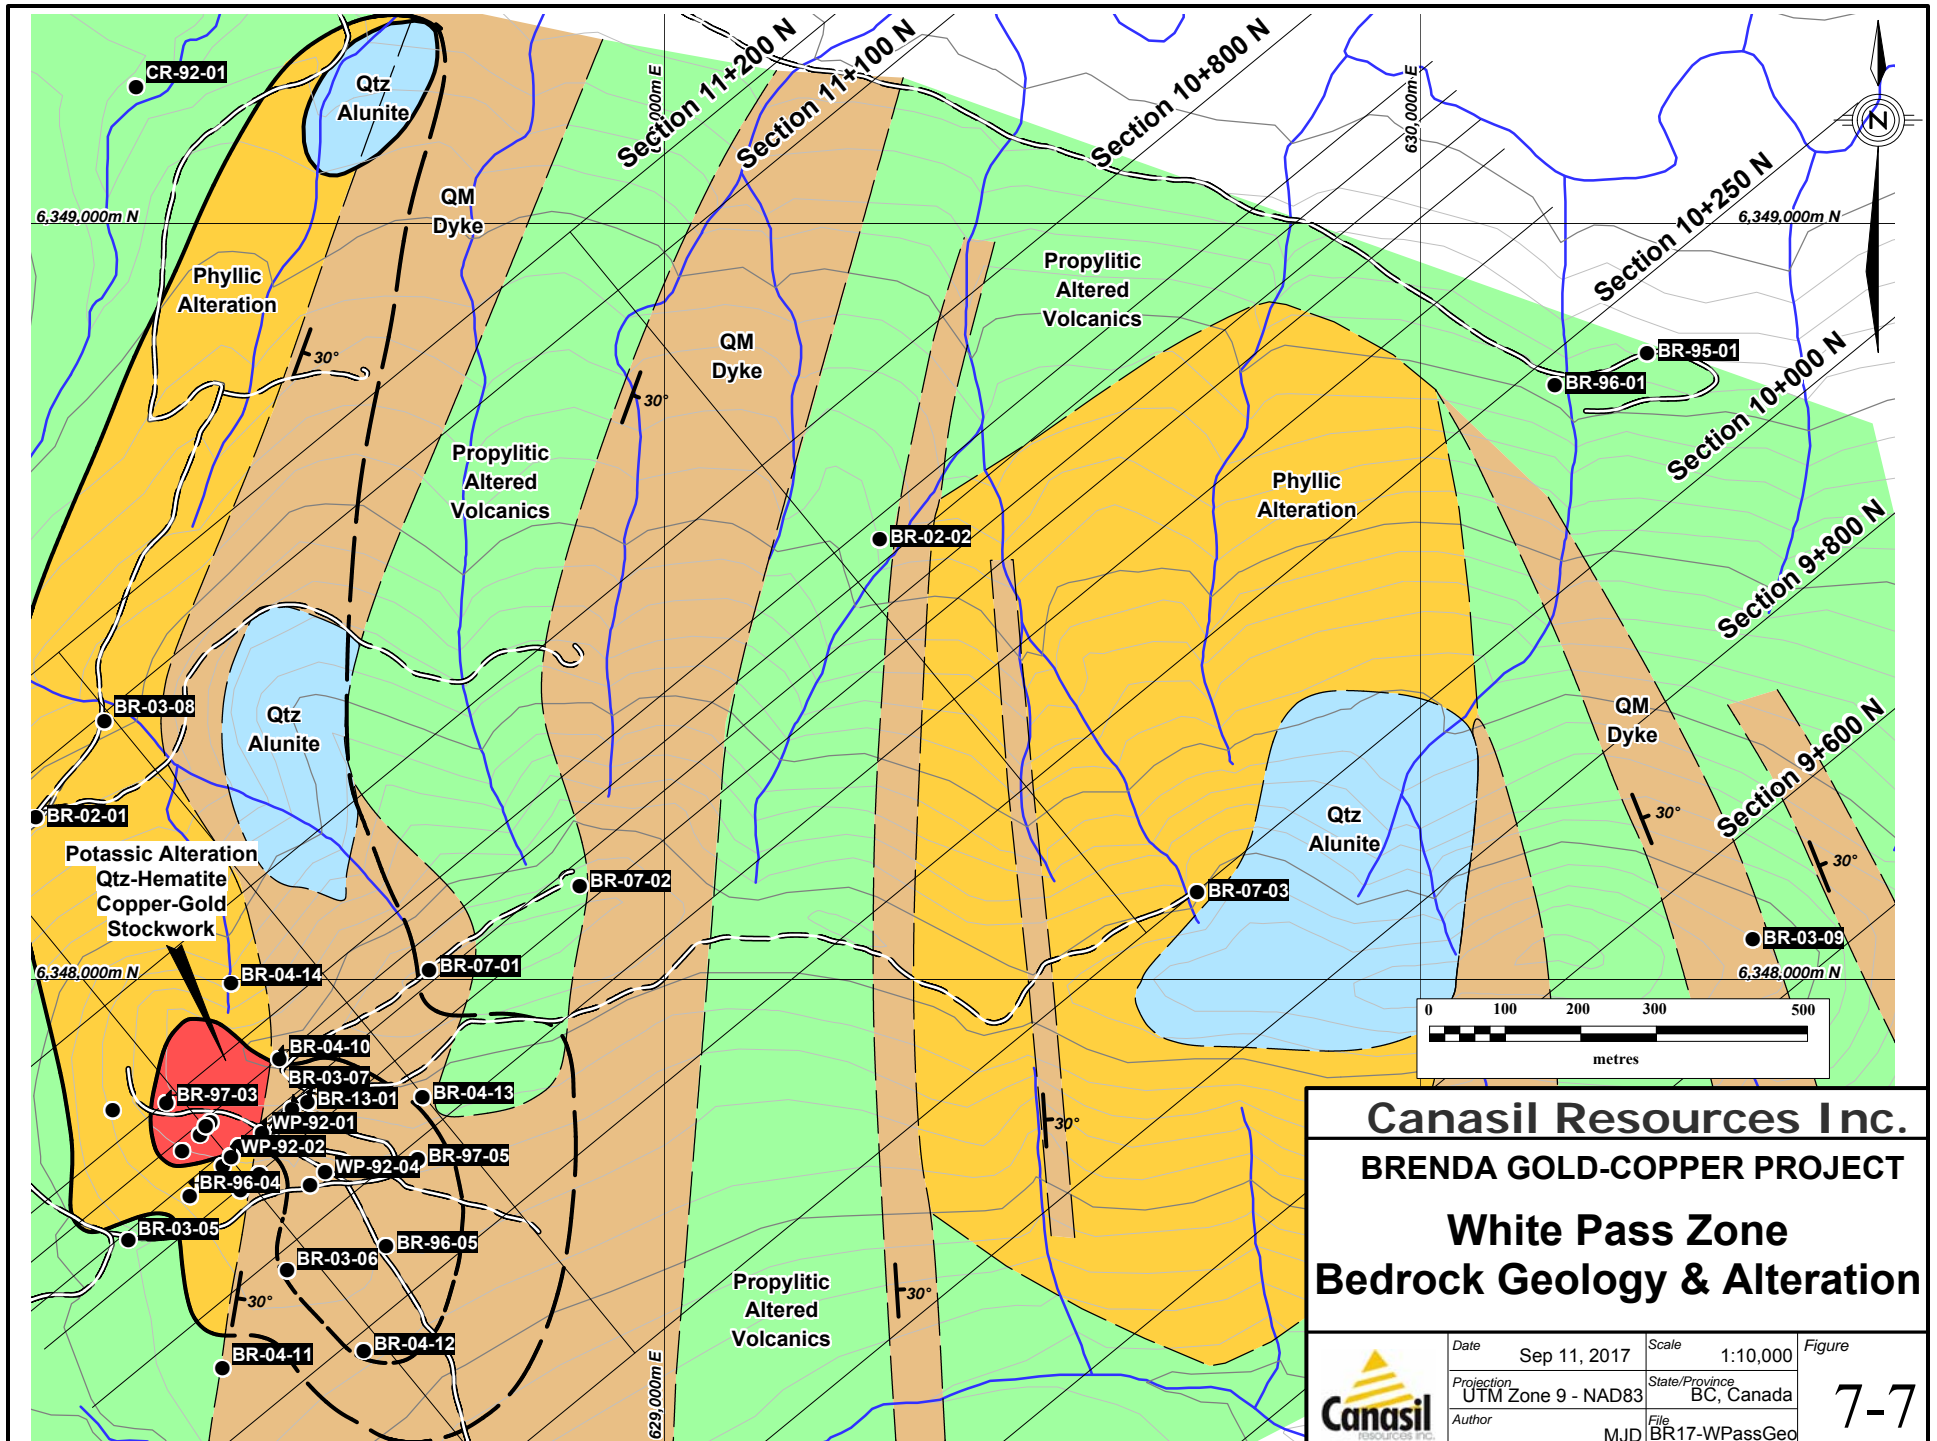 CR-92-01
Qtz
Alunite
Section 11+200 N
Section 11+100 N
Section 10+800 N
630,000m E
QM
Dyke
6,349,000m N
6,349,000m N
Section 10+250 N
Phyllic
Alteration
Propylitic
Altered
Volcanics
30°
QM
Dyke
BR-95-01
BR-96-01
Section 10+000 N
30°
Propylitic
Altered
Volcanics
Phyllic
Alteration
BR-02-02
Section 9+800 N
BR-03-08
Qtz
Alunite
QM
Dyke
Section 9+600 N
BR-02-01
Qtz
Alunite
30°
30°
Potassic Alteration
Qtz-Hematite
Copper-Gold
Stockwork
BR-07-02
BR-07-03
BR-03-09
6,348,000m N
BR-04-14
BR-07-01
6,348,000m N
0 100 200 300 500
metres
BR-04-10
BR-03-07
BR-97-03
BR-13-01
BR-04-13
WP-92-01
30°
WP-92-02
BR-97-05
WP-92-04
BR-96-04
BR-03-05
BR-96-05
BR-03-06
30°
30°
Propylitic
Altered
Volcanics
BR-04-12
BR-04-11
629,000m E
N
Canasil Resources Inc.
BRENDA GOLD-COPPER PROJECT
White Pass Zone
Bedrock Geology & Alteration
Canasil
resources inc.
Date Sep 11, 2017
Scale 1:10,000
Figure
Projection UTM Zone 9 - NAD83
State/Province BC, Canada
7-7
Author MJD
File BR17-WPassGeo